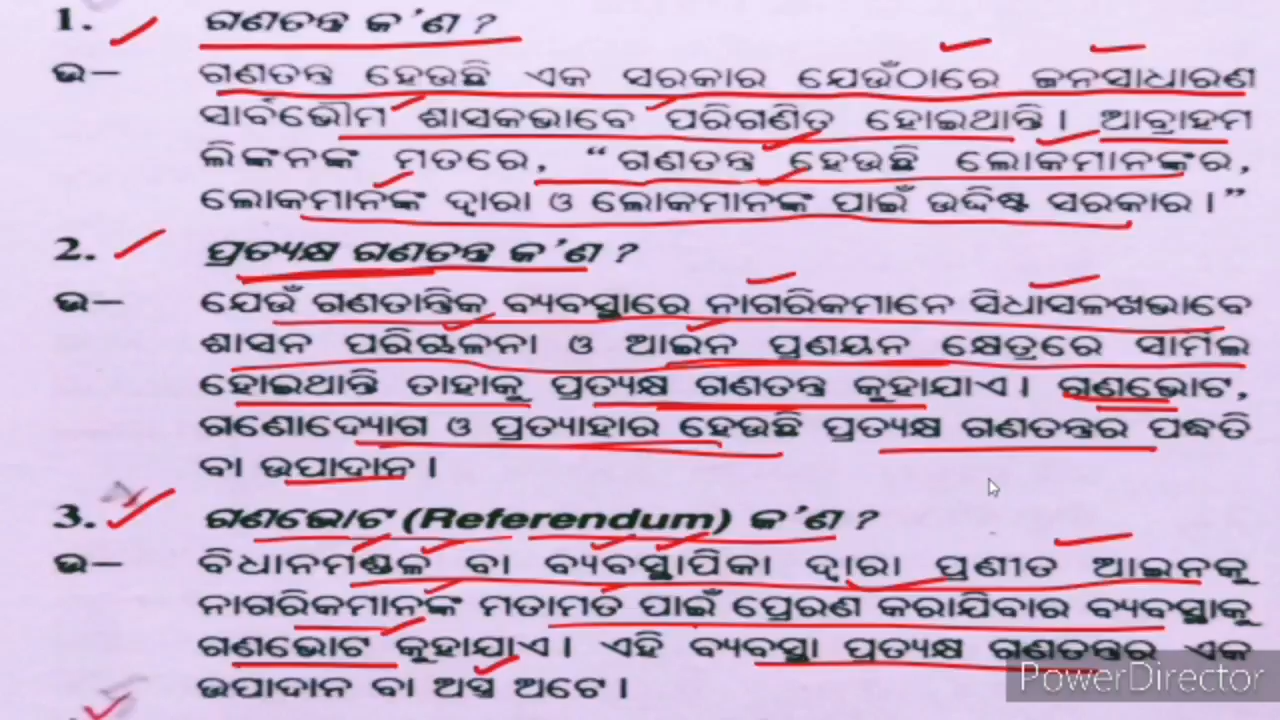 1. ଗଣତନ୍ତ୍ର କ'ଣ ?
ଉ– ଗଣତନ୍ତ୍ର ହେଉଛି ଏକ ସରକାର ଯେଉଁଠାରେ ଜନସାଧାରଣ
ସାର୍ବଭୌମ ଶାସକଭାବେ ପରିଗଣିତ ହୋଇଥାନ୍ତି । ଆବ୍ରାହମ
ଲିଙ୍କନଙ୍କ ମତରେ, “ଗଣତନ୍ତ୍ର ହେଉଛି ଲୋକମାନଙ୍କର,
ଲୋକମାନଙ୍କ ଦ୍ୱାରା ଓ ଲୋକମାନଙ୍କ ପାଇଁ ଉଦ୍ଦିଷ୍ଟ ସରକାର ।”
2. ପ୍ରତ୍ୟକ୍ଷ ଗଣତନ୍ତ୍ର କ'ଣ ?
ଉ– ଯେଉଁ ଗଣତାନ୍ତ୍ରିକ ବ୍ୟବସ୍ଥାରେ ନାଗରିକମାନେ ସିଧାସଳଖଭାବେ
ଶାସନ ପରିଚାଳନା ଓ ଆଇନ ପ୍ରଣୟନ କ୍ଷେତ୍ରରେ ସାମିଲ
ହୋଇଥାନ୍ତି ତାହାକୁ ପ୍ରତ୍ୟକ୍ଷ ଗଣତନ୍ତ୍ର କୁହାଯାଏ । ଗଣଭୋଟ,
ଗଣୋଦ୍ୟୋଗ ଓ ପ୍ରତ୍ୟାହାର ହେଉଛି ପ୍ରତ୍ୟକ୍ଷ ଗଣତନ୍ତ୍ରର ପଦ୍ଧତି
ବା ଉପାଦାନ ।
3. ଗଣଭୋଟ (Referendum) କ'ଣ ?
ଉ– ବିଧାନମଣ୍ଡଳ ବା ବ୍ୟବସ୍ଥାପିକା ଦ୍ୱାରା ପ୍ରଣୀତ ଆଇନକୁ
ନାଗରିକମାନଙ୍କ ମତାମତ ପାଇଁ ପ୍ରେରଣ କରାଯିବାର ବ୍ୟବସ୍ଥାକୁ
ଗଣଭୋଟ କୁହାଯାଏ । ଏହି ବ୍ୟବସ୍ଥା ପ୍ରତ୍ୟକ୍ଷ ଗଣତନ୍ତ୍ରର ଏକ
ଉପାଦାନ ବା ଅସ୍ତ୍ର ଅଟେ ।
PowerDirector